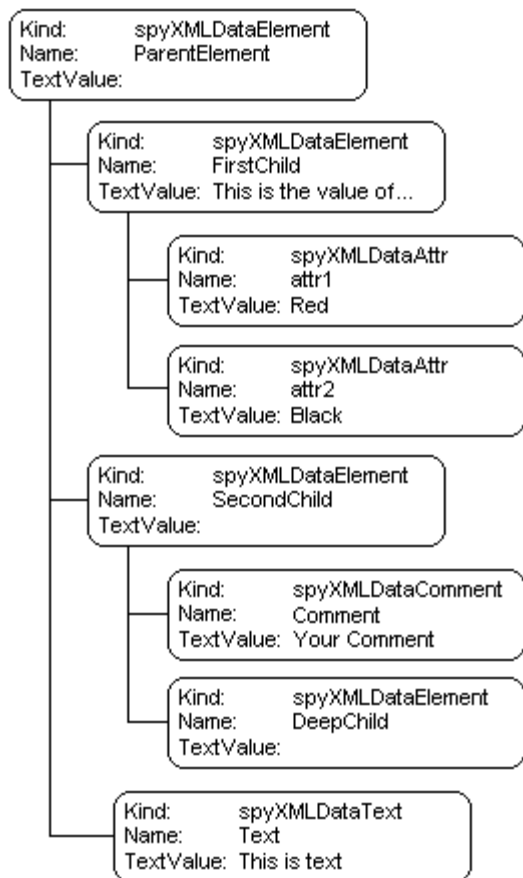 Kind: spyXMLDataElement
Name: ParentElement
TextValue:
Kind: spyXMLDataElement
Name: FirstChild
TextValue: This is the value of...
Kind: spyXMLDataAttr
Name: attr1
TextValue: Red
Kind: spyXMLDataAttr
Name: attr2
TextValue: Black
Kind: spyXMLDataElement
Name: SecondChild
TextValue:
Kind: spyXMLDataComment
Name: Comment
TextValue: Your Comment
Kind: spyXMLDataElement
Name: DeepChild
TextValue:
Kind: spyXMLDataText
Name: Text
TextValue: This is text